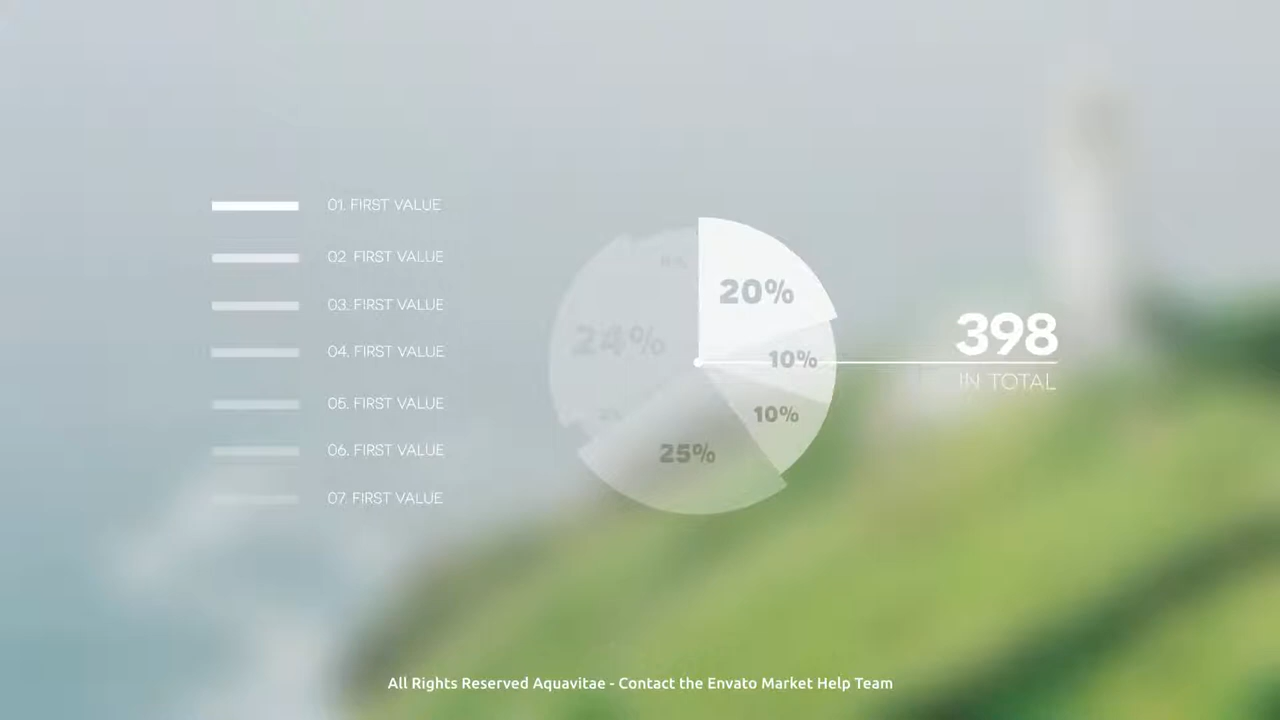 01. FIRST VALUE
02. FIRST VALUE
03. FIRST VALUE
04. FIRST VALUE
05. FIRST VALUE
06. FIRST VALUE
07. FIRST VALUE
20%
24%
10%
10%
25%
398
IN TOTAL
All Rights Reserved Aquavitae - Contact the Envato Market Help Team